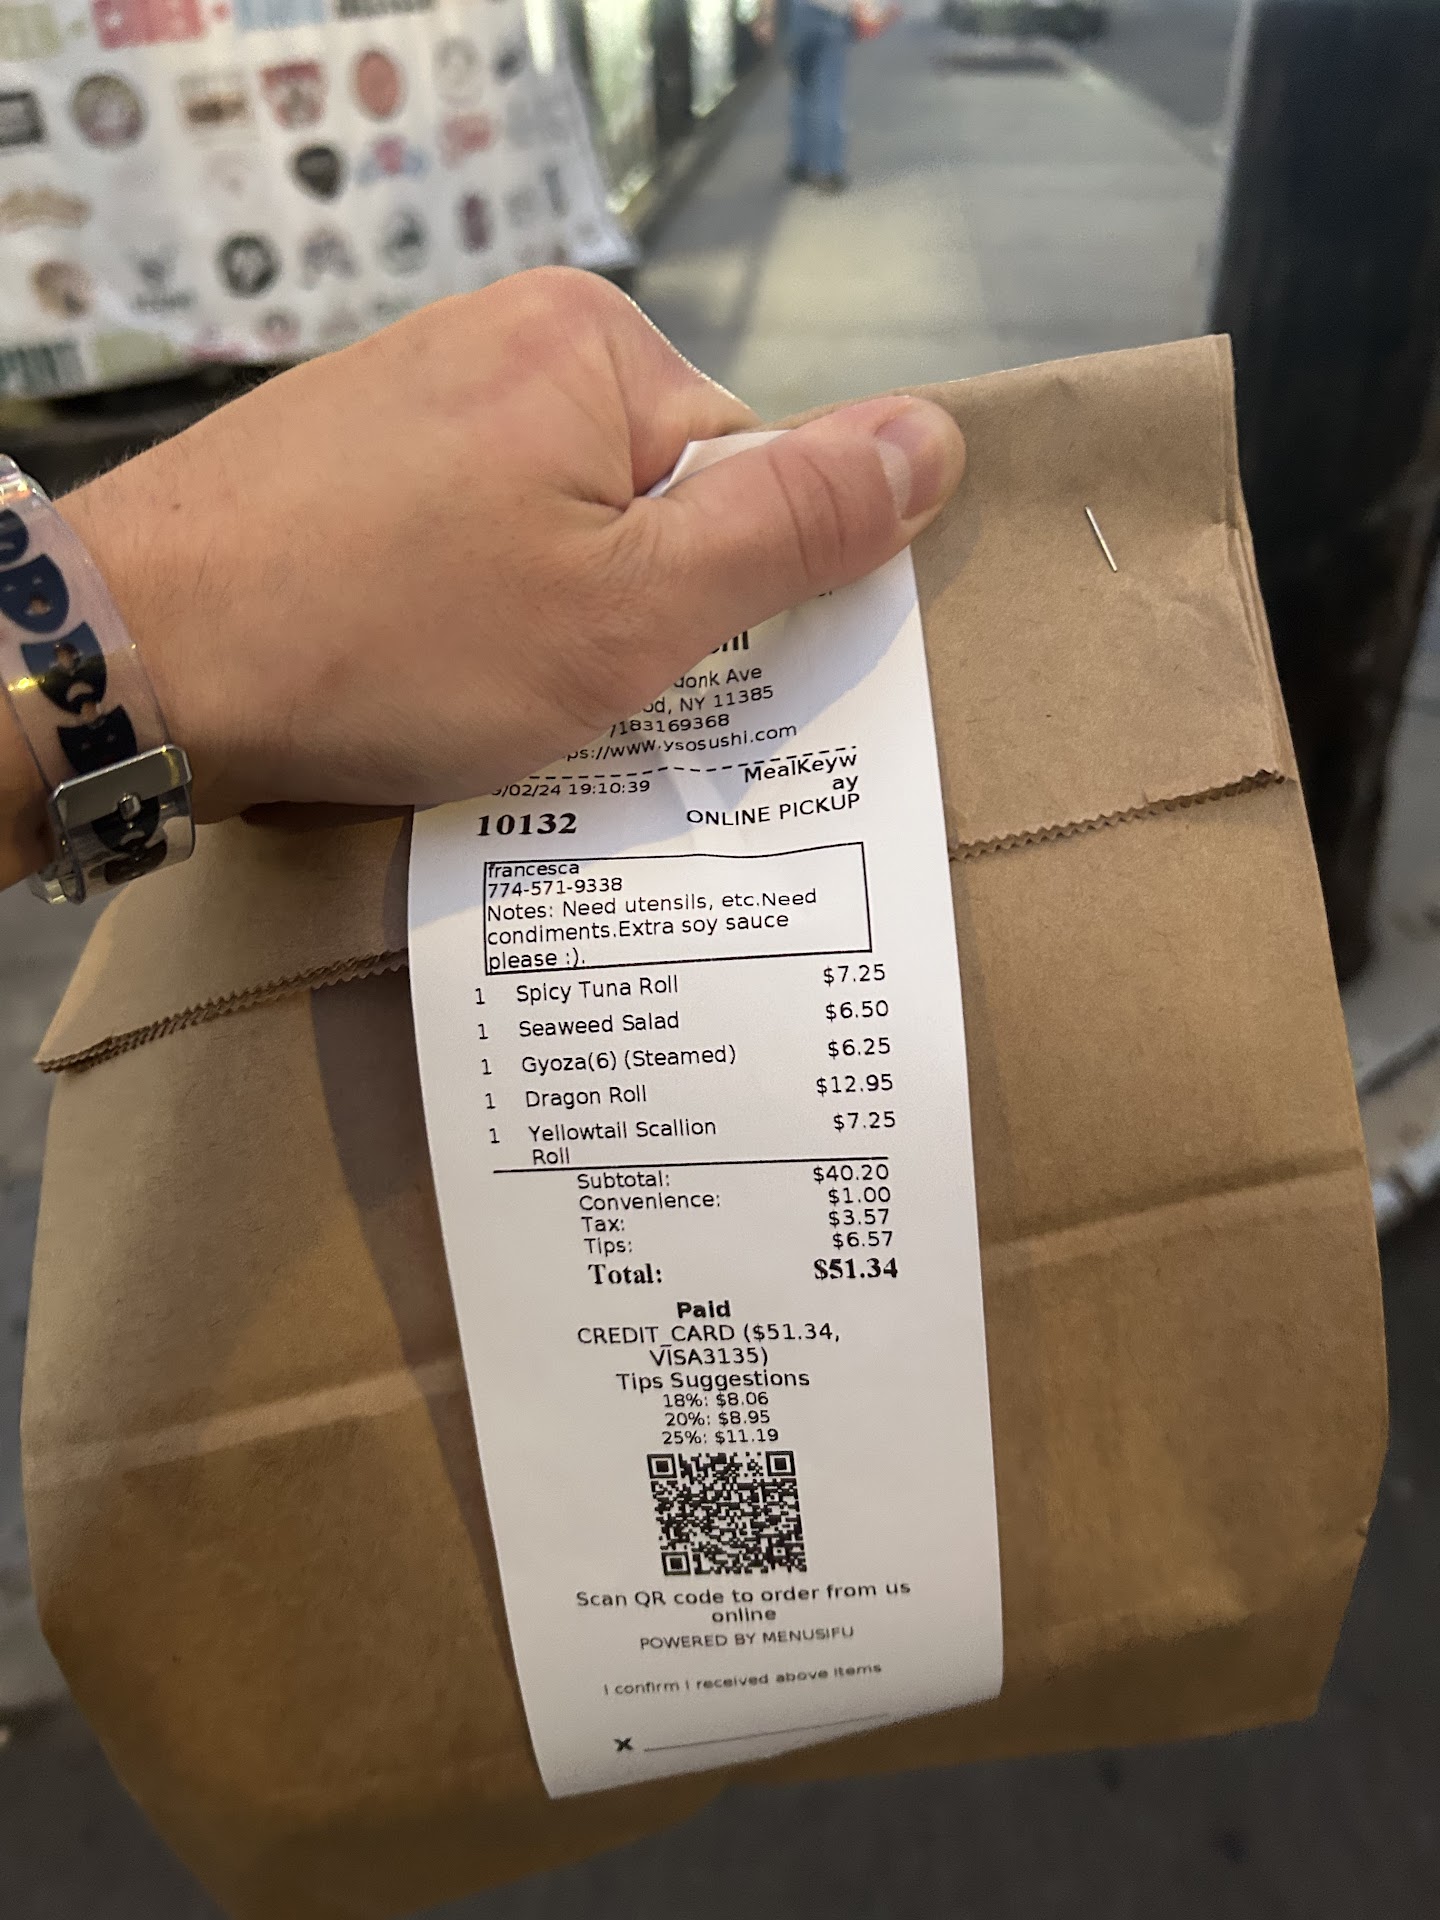 donk Ave
od, NY 11385
7183169368
ps://www.ysosushi.com
/02/24 19:10:39 MealKeyw
ay
10132 ONLINE PICKUP
francesca
774-571-9338
Notes: Need utensils, etc.Need
condiments.Extra soy sauce
please :).
1 Spicy Tuna Roll $7.25
1 Seaweed Salad $6.50
1 Gyoza(6) (Steamed) $6.25
1 Dragon Roll $12.95
1 Yellowtail Scallion $7.25
Roll
Subtotal: $40.20
Convenience: $1.00
Tax: $3.57
Tips: $6.57
Total: $51.34
Paid
CREDIT_CARD ($51.34,
VISA3135)
Tips Suggestions
18%: $8.06
20%: $8.95
25%: $11.19
Scan QR code to order from us
online
POWERED BY MENUSIFU
I confirm I received above items
x